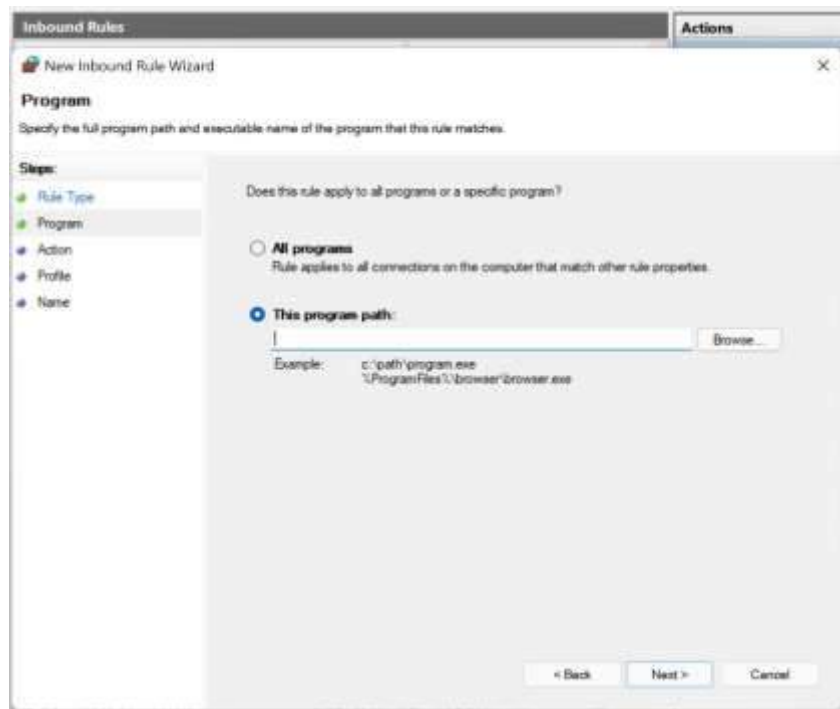 Inbound Rules
Actions
New Inbound Rule Wizard
Program
Specify the full program path and executable name of the program that this rule matches.
Steps:
Rule Type
Program
Action
Profile
Name
Does this rule apply to all programs or a specific program?
All programs
Rule applies to all connections on the computer that match other rule properties.
This program path:
Browse...
Example: c:\path\program.exe
%ProgramFiles%\browser\browser.exe
< Back Next > Cancel